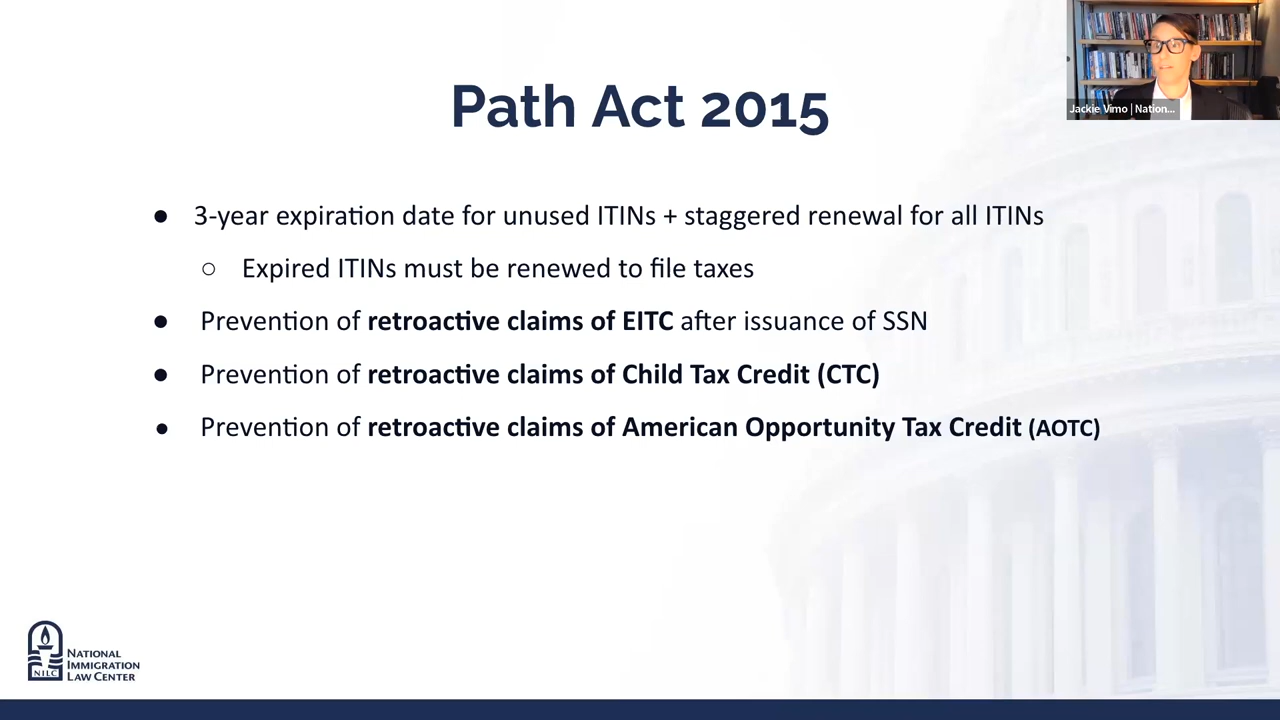 Path Act 2015
Jackie Vimo | Nation...
● 3-year expiration date for unused ITINs + staggered renewal for all ITINs
○ Expired ITINs must be renewed to file taxes
● Prevention of retroactive claims of EITC after issuance of SSN
● Prevention of retroactive claims of Child Tax Credit (CTC)
● Prevention of retroactive claims of American Opportunity Tax Credit (AOTC)
NILC
NATIONAL
IMMIGRATION
LAW CENTER